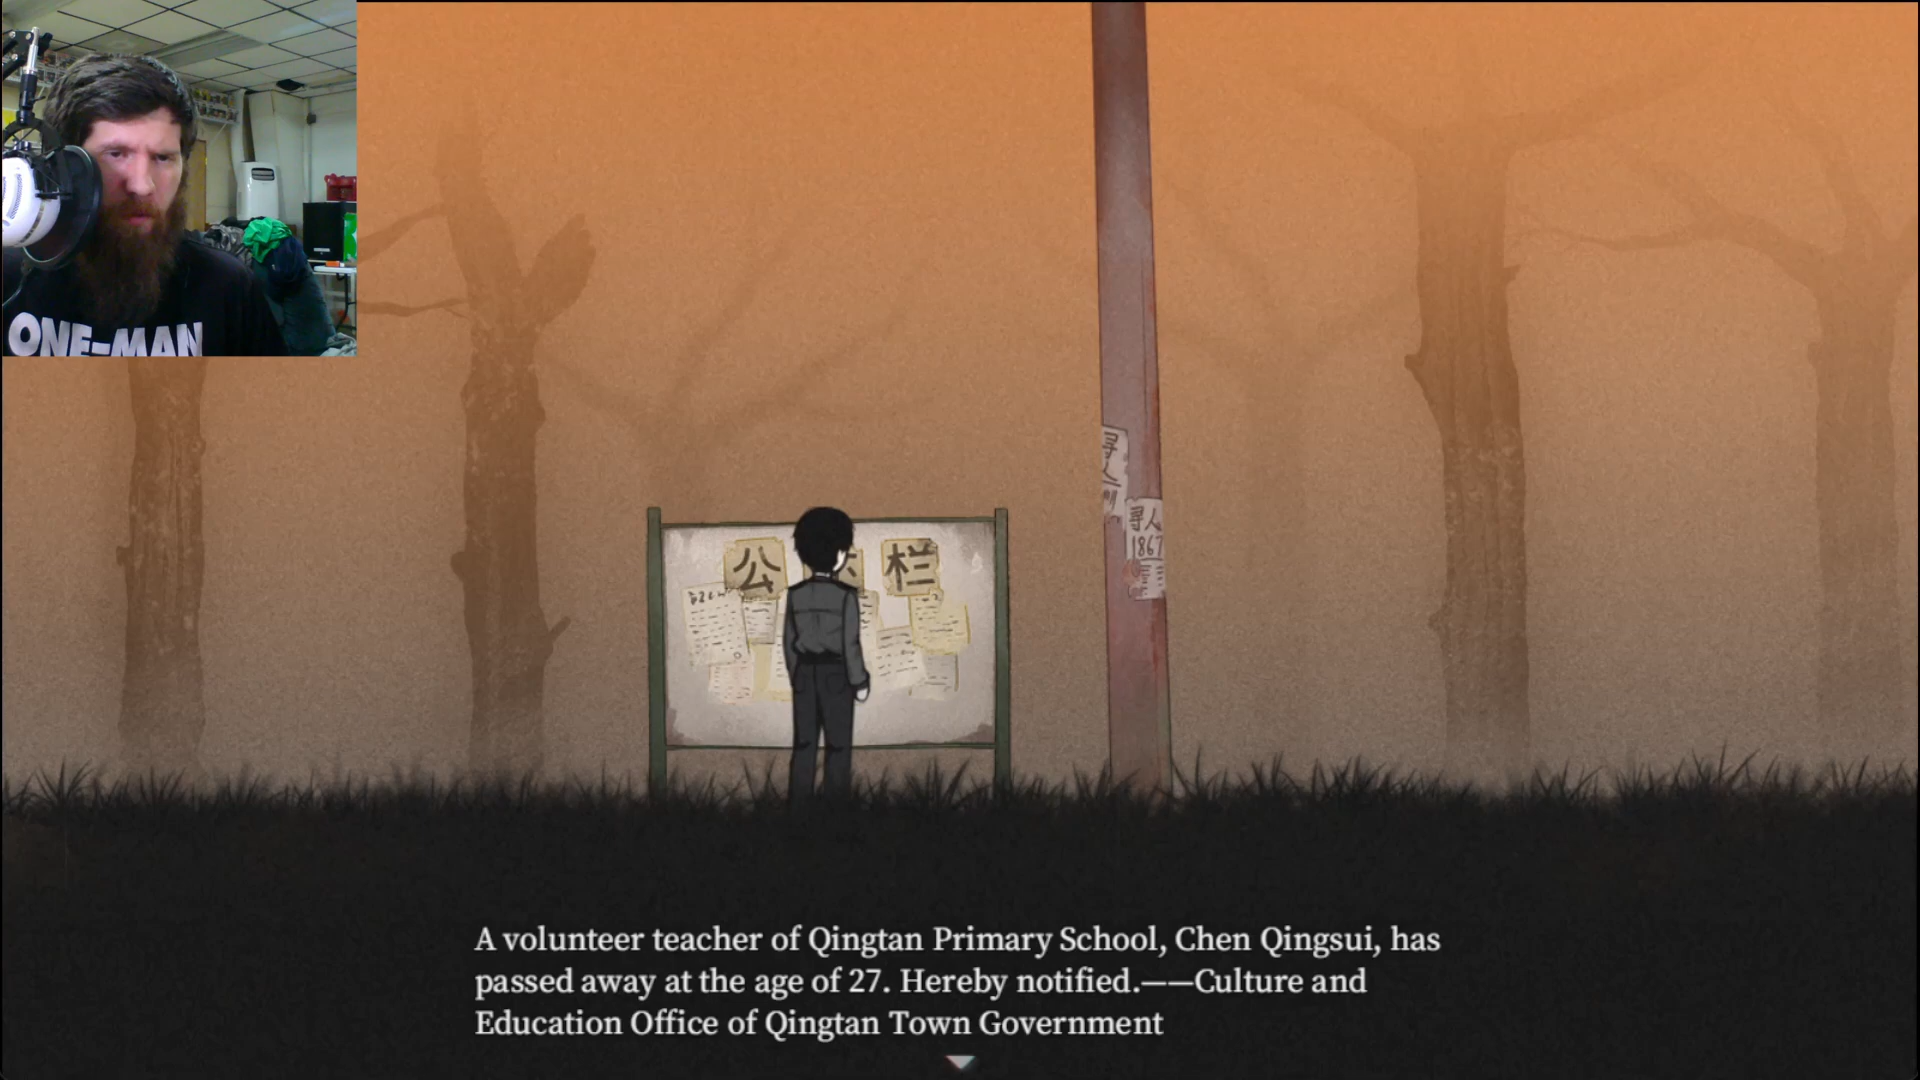 ONE-MAN
公
栏
寻
人
寻人
1867
A volunteer teacher of Qingtan Primary School, Chen Qingsui, has
passed away at the age of 27. Hereby notified.——Culture and
Education Office of Qingtan Town Government